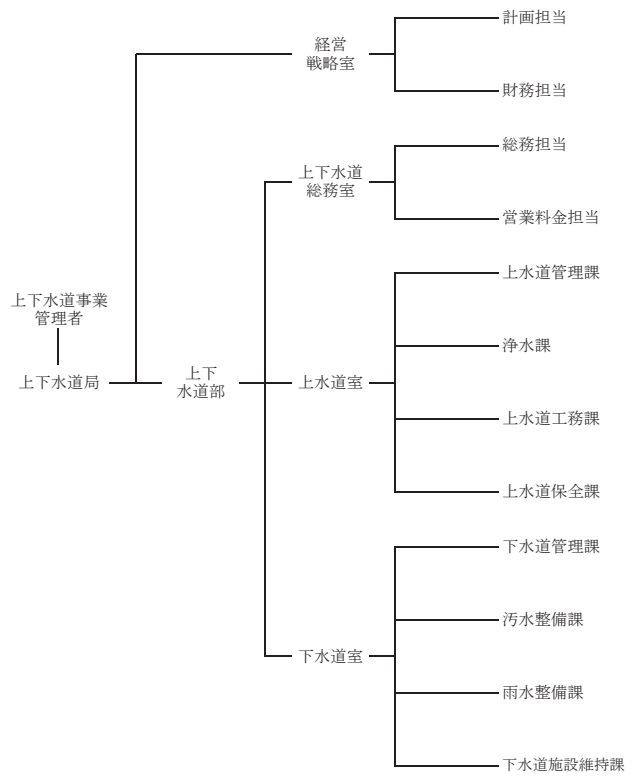 計画担当
経営
戦略室
財務担当
総務担当
上下水道
総務室
営業料金担当
上水道管理課
上下水道事業
管理者
浄水課
上下水道局
上下
水道部
上水道室
上水道工務課
上水道保全課
下水道管理課
汚水整備課
下水道室
雨水整備課
下水道施設維持課